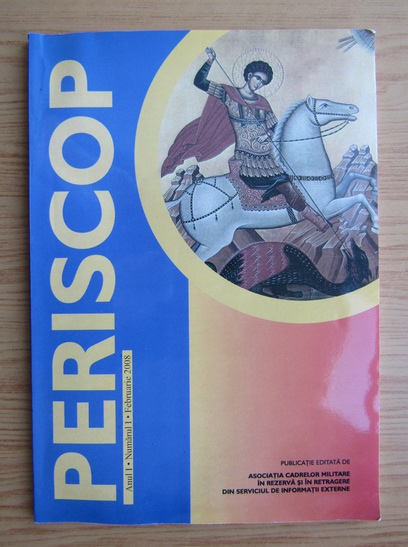 PERISCOP
Anul I • Numărul 1 • Februarie 2008
PUBLICAȚIE EDITATĂ DE
ASOCIAȚIA CADRELOR MILITARE
ÎN REZERVĂ ȘI ÎN RETRAGERE
DIN SERVICIUL DE INFORMAȚII EXTERNE